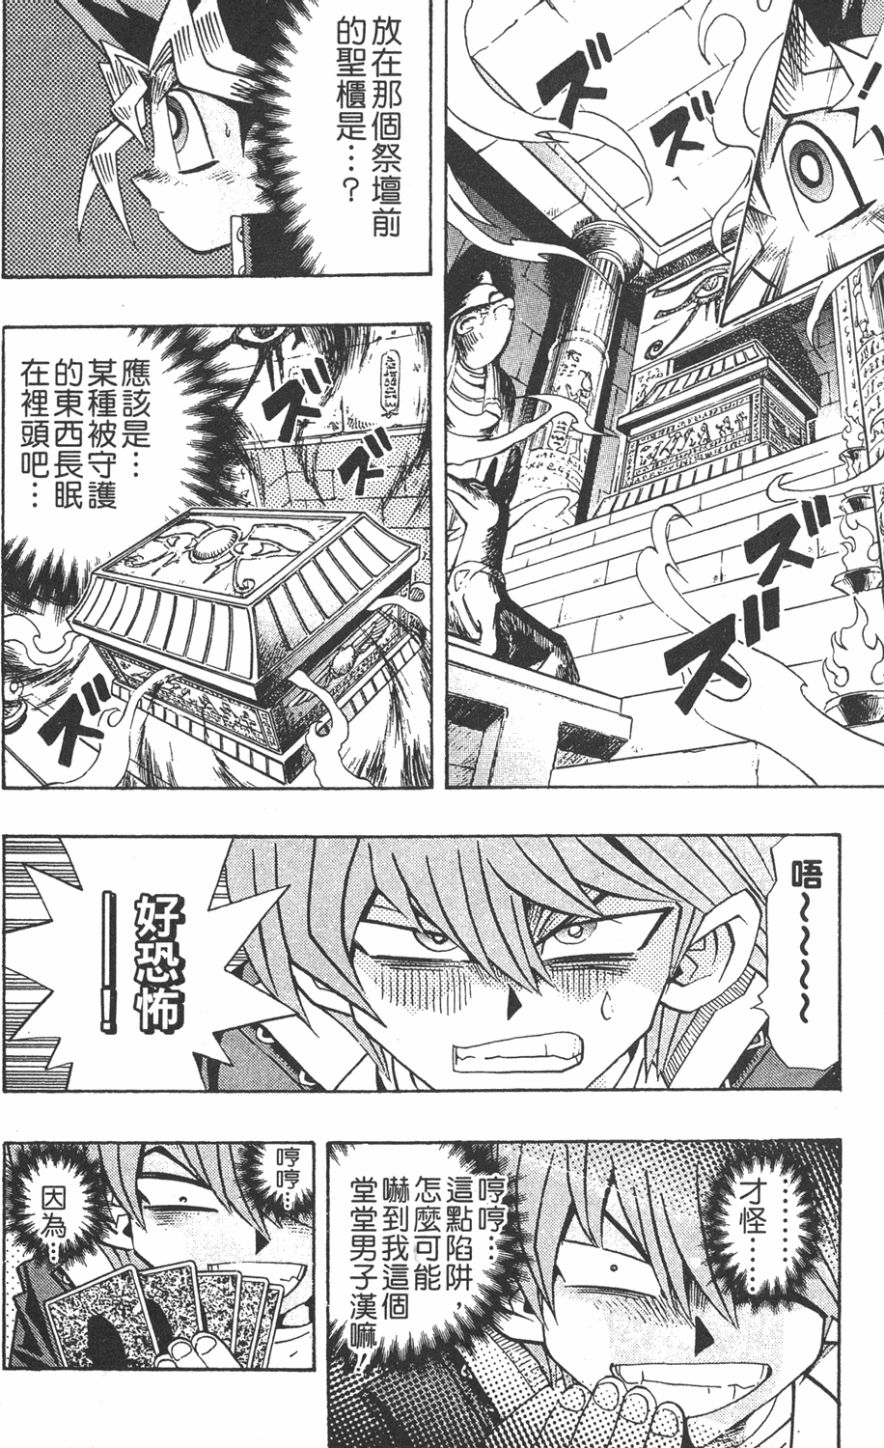 ！
ズ
ズ
ズ
ズ
放在那個祭壇前
的聖櫃是…？
ズ
ズ
ズ
應該是…
某種被守護
的東西長眠
在裡頭吧…
唔~~~~~
好恐怖
——！
………
才怪…
哼哼…
這點陷阱，
怎麼可能
嚇到我這個
堂堂男子漢嘛！
哼哼…
因為…